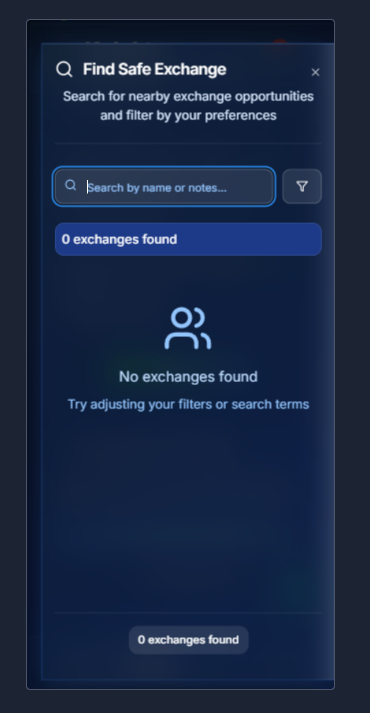 Find Safe Exchange
Search for nearby exchange opportunities
and filter by your preferences
Search by name or notes...
0 exchanges found
No exchanges found
Try adjusting your filters or search terms
0 exchanges found